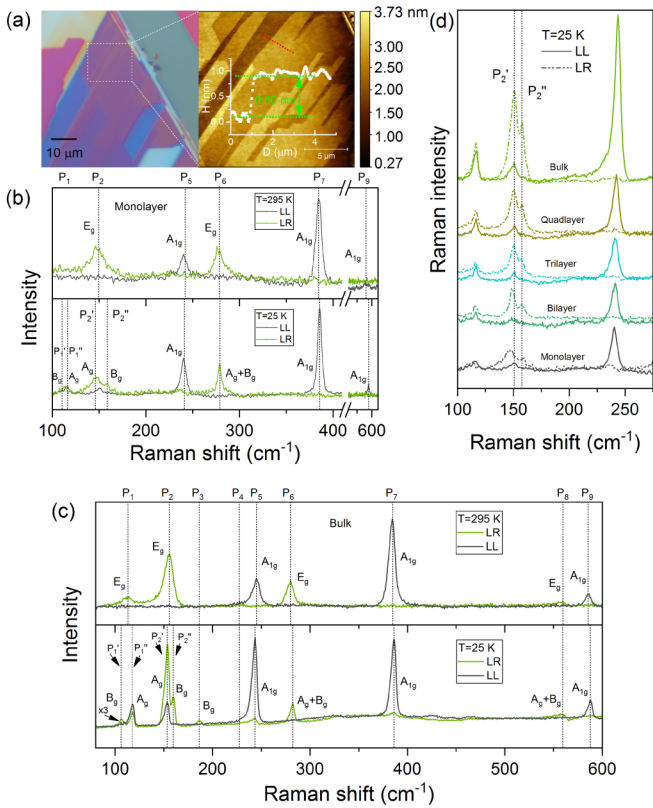 (a)
10 μm
3.73 nm
3.00
2.50
2.00
1.50
1.00
0.27
H (nm)
1.0
0.5
0.0
0.80 nm
0 2 4 6
D (μm)
5 μm
(b)
P1 P2 P5 P6 P7 P9
Monolayer
T=295 K
LL
LR
Eg
A1g
Eg
A1g
A1g
T=25 K
LL
LR
P2' P2''
P1' P1''
Bg Ag Ag Bg
A1g
Ag+Bg
A1g
A1g
Intensity
100 200 300 400 600
Raman shift (cm-1)
(d)
T=25 K
LL
LR
P2'
P2''
Bulk
Quadlayer
Trilayer
Bilayer
Monolayer
Raman intensity
100 150 200 250
Raman shift (cm-1)
(c)
P1 P2 P3 P4 P5 P6 P7 P8 P9
Bulk
T=295 K
LR
LL
Eg
Eg
A1g
Eg
A1g
Eg
A1g
T=25 K
LR
LL
P1' P1'' P2' P2''
x3
Bg
Ag
Ag
Bg
Bg
A1g
Ag+Bg
A1g
Ag+Bg
A1g
Intensity
100 200 300 400 500 600
Raman shift (cm-1)